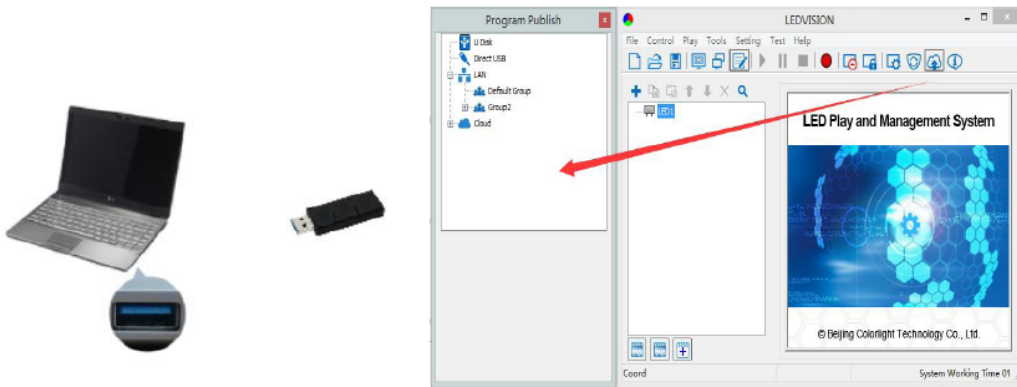 Program Publish
U Disk
Direct USB
LAN
Default Group
Group2
Cloud
LEDVISION
File Control Play Tools Setting Test Help
LED1
LED Play and Management System
© Beijing Colorlight Technology Co., Ltd.
Coord
System Working Time 01